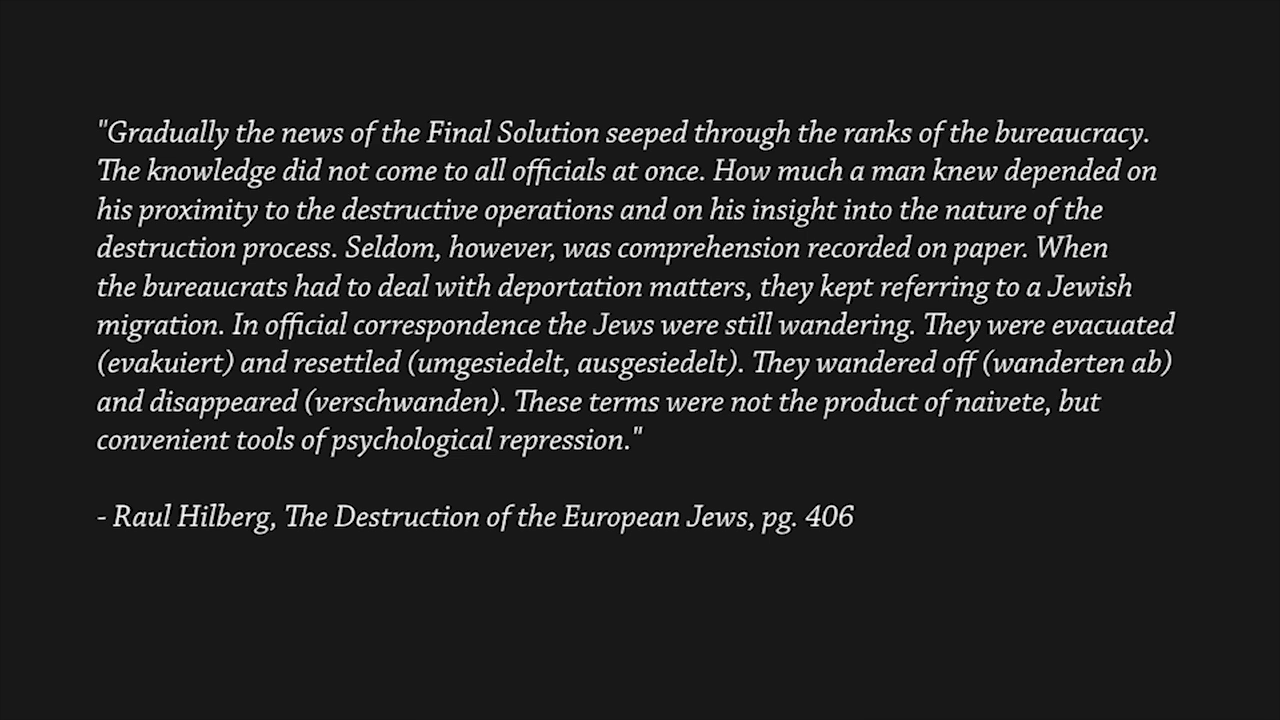 "Gradually the news of the Final Solution seeped through the ranks of the bureaucracy.
The knowledge did not come to all officials at once. How much a man knew depended on
his proximity to the destructive operations and on his insight into the nature of the
destruction process. Seldom, however, was comprehension recorded on paper. When
the bureaucrats had to deal with deportation matters, they kept referring to a Jewish
migration. In official correspondence the Jews were still wandering. They were evacuated
(evakuiert) and resettled (umgesiedelt, ausgesiedelt). They wandered off (wanderten ab)
and disappeared (verschwanden). These terms were not the product of naivete, but
convenient tools of psychological repression."
- Raul Hilberg, The Destruction of the European Jews, pg. 406